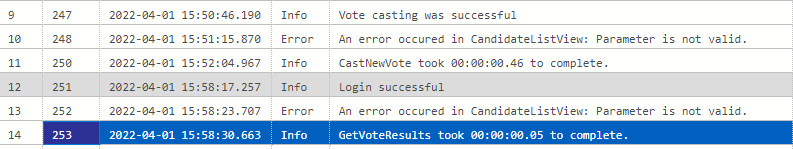 9 247 2022-04-01 15:50:46.190 Info Vote casting was successful
10 248 2022-04-01 15:51:15.870 Error An error occured in CandidateListView: Parameter is not valid.
11 250 2022-04-01 15:52:04.967 Info CastNewVote took 00:00:00.46 to complete.
12 251 2022-04-01 15:58:17.257 Info Login successful
13 252 2022-04-01 15:58:23.707 Error An error occured in CandidateListView: Parameter is not valid.
14 253 2022-04-01 15:58:30.663 Info GetVoteResults took 00:00:00.05 to complete.